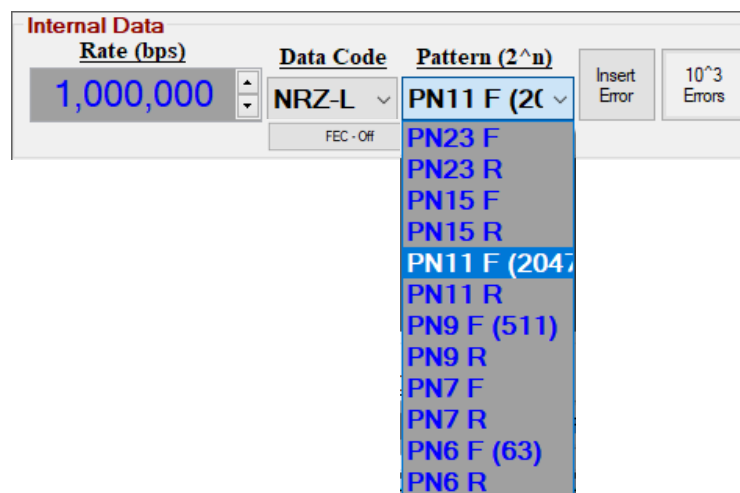 Internal Data
Rate (bps)
Data Code
Pattern (2^n)
1,000,000
NRZ-L
PN11 F (2(
Insert
Error
10^3
Errors
FEC - Off
PN23 F
PN23 R
PN15 F
PN15 R
PN11 F (2047
PN11 R
PN9 F (511)
PN9 R
PN7 F
PN7 R
PN6 F (63)
PN6 R